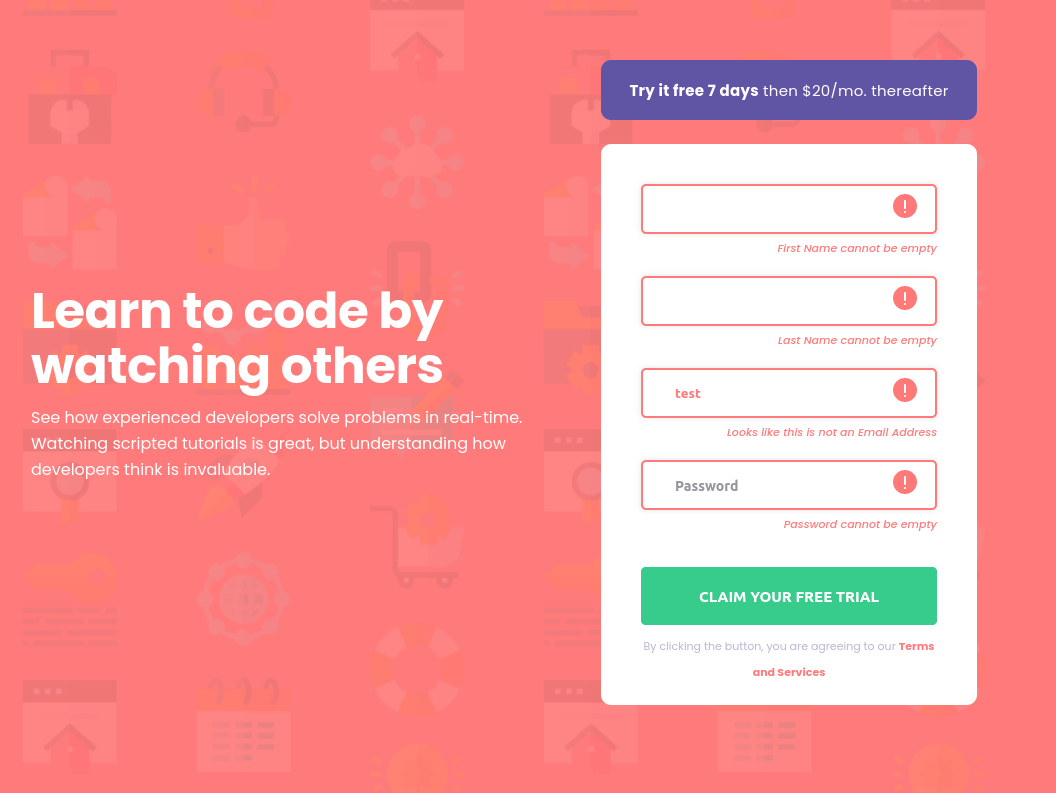 Learn to code by
watching others
See how experienced developers solve problems in real-time.
Watching scripted tutorials is great, but understanding how
developers think is invaluable.
Try it free 7 days then $20/mo. thereafter
!
First Name cannot be empty
!
Last Name cannot be empty
test !
Looks like this is not an Email Address
Password !
Password cannot be empty
CLAIM YOUR FREE TRIAL
By clicking the button, you are agreeing to our Terms
and Services